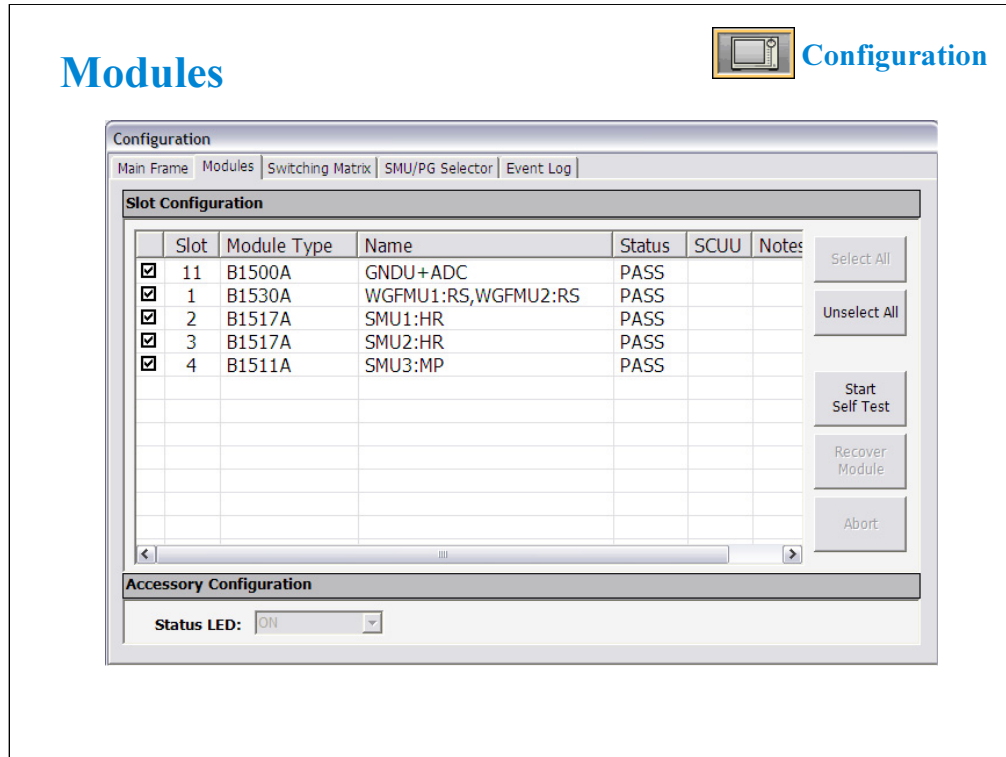 Modules
Configuration
Configuration
Main Frame Modules Switching Matrix SMU/PG Selector Event Log
Slot Configuration
Slot Module Type Name Status SCUU Notes
11 B1500A GNDU+ADC PASS
1 B1530A WGFMU1:RS,WGFMU2:RS PASS
2 B1517A SMU1:HR PASS
3 B1517A SMU2:HR PASS
4 B1511A SMU3:MP PASS
Select All
Unselect All
Start
Self Test
Recover
Module
Abort
Accessory Configuration
Status LED: ON